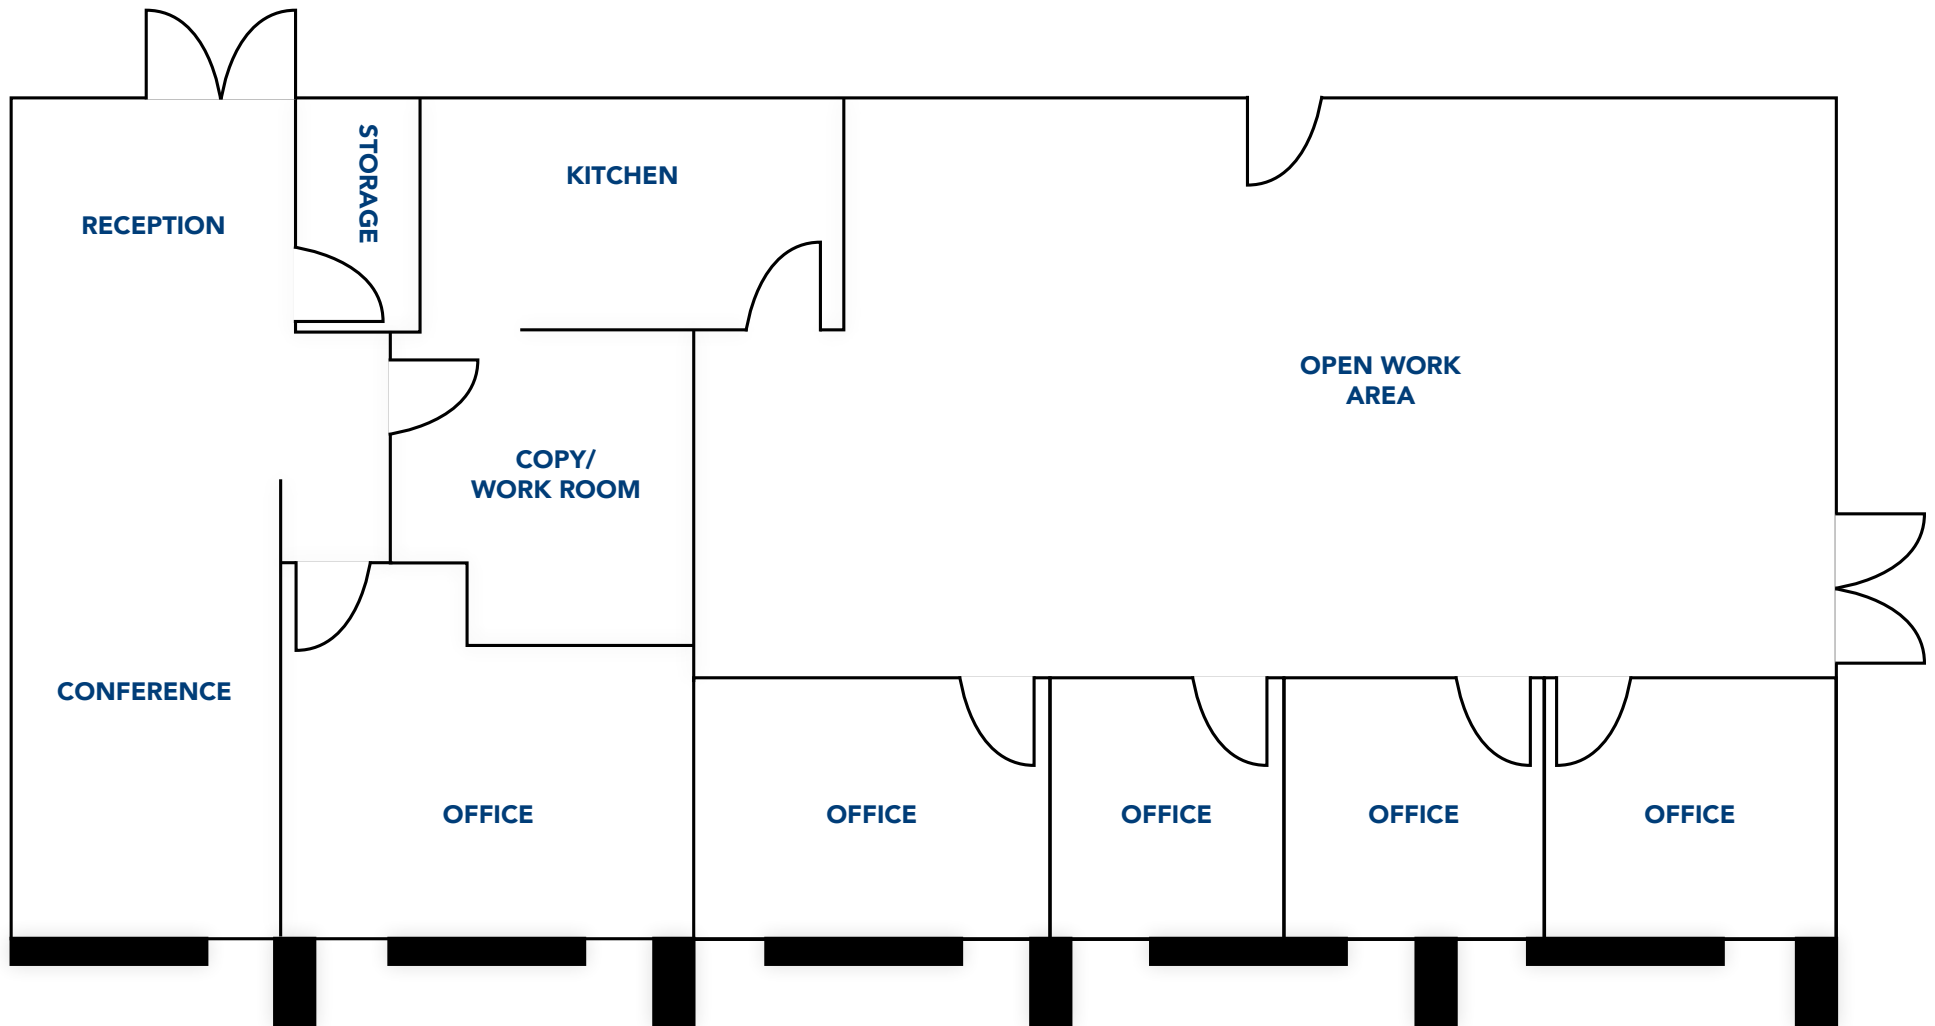 STORAGE
KITCHEN
RECEPTION
OPEN WORK
AREA
COPY/
WORK ROOM
CONFERENCE
OFFICE
OFFICE
OFFICE
OFFICE
OFFICE